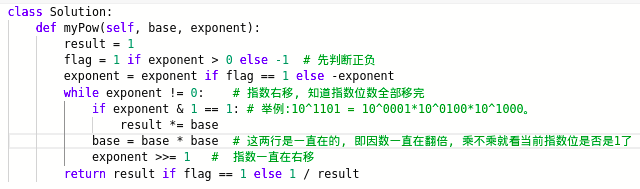 class Solution:
    def myPow(self, base, exponent):
        result = 1
        flag = 1 if exponent > 0 else -1  # 先判断正负
        exponent = exponent if flag == 1 else -exponent
        while exponent != 0:    # 指数右移, 知道指数位数全部移完
            if exponent & 1 == 1: # 举例:10^1101 = 10^0001*10^0100*10^1000。
                result *= base
            base = base * base  # 这两行是一直在的, 即因数一直在翻倍, 乘不乘就看当前指数位是否是1了
            exponent >>= 1   #  指数一直在右移
        return result if flag == 1 else 1 / result